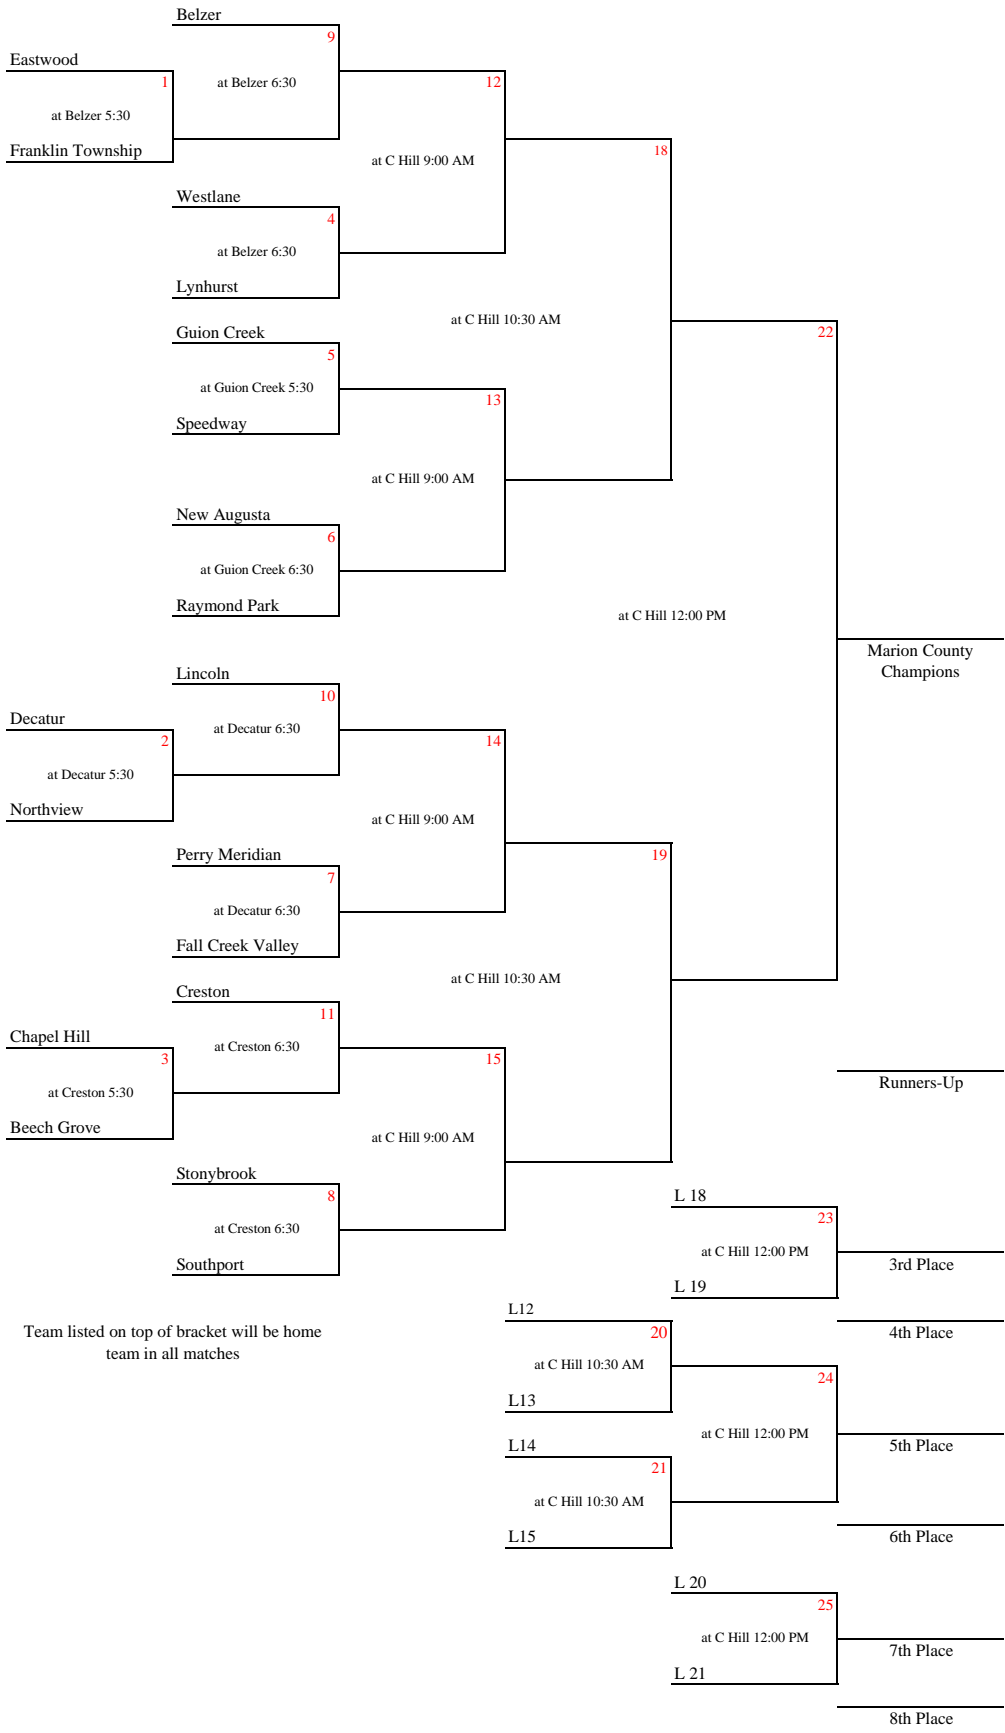 Belzer
9
Eastwood
1
at Belzer 6:30
12
at Belzer 5:30
Franklin Township
at C Hill 9:00 AM
18
Westlane
4
at Belzer 6:30
Lynhurst
at C Hill 10:30 AM
Guion Creek
22
5
at Guion Creek 5:30
13
Speedway
at C Hill 9:00 AM
New Augusta
6
at Guion Creek 6:30
Raymond Park
at C Hill 12:00 PM
Marion County
Champions
Lincoln
10
Decatur
at Decatur 6:30
2
14
at Decatur 5:30
Northview
at C Hill 9:00 AM
Perry Meridian
19
7
at Decatur 6:30
Fall Creek Valley
at C Hill 10:30 AM
Creston
11
Chapel Hill
at Creston 6:30
3
15
at Creston 5:30
Runners-Up
Beech Grove
at C Hill 9:00 AM
Stonybrook
8
L 18
23
at Creston 6:30
at C Hill 12:00 PM
Southport
3rd Place
L 19
L12
Team listed on top of bracket will be home
team in all matches
20
4th Place
at C Hill 10:30 AM
24
L13
at C Hill 12:00 PM
L14
5th Place
21
at C Hill 10:30 AM
L15
6th Place
L 20
25
at C Hill 12:00 PM
7th Place
L 21
8th Place